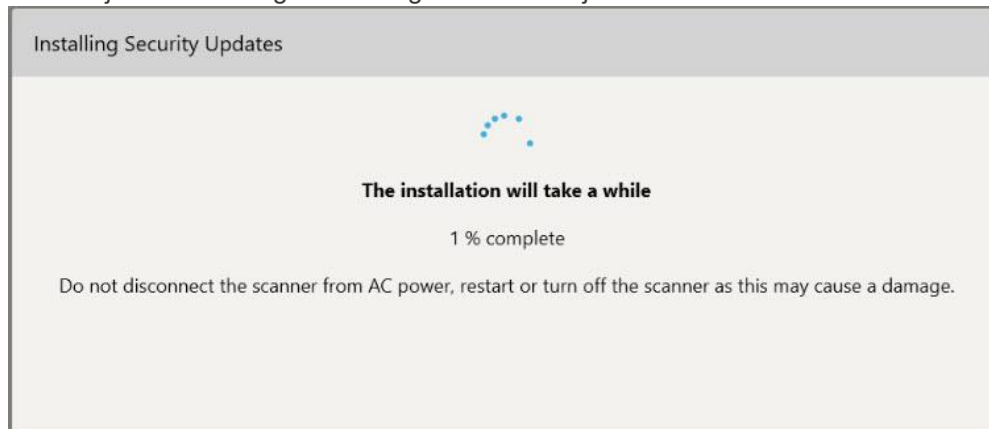 Installing Security Updates
The installation will take a while
1 % complete
Do not disconnect the scanner from AC power, restart or turn off the scanner as this may cause a damage.